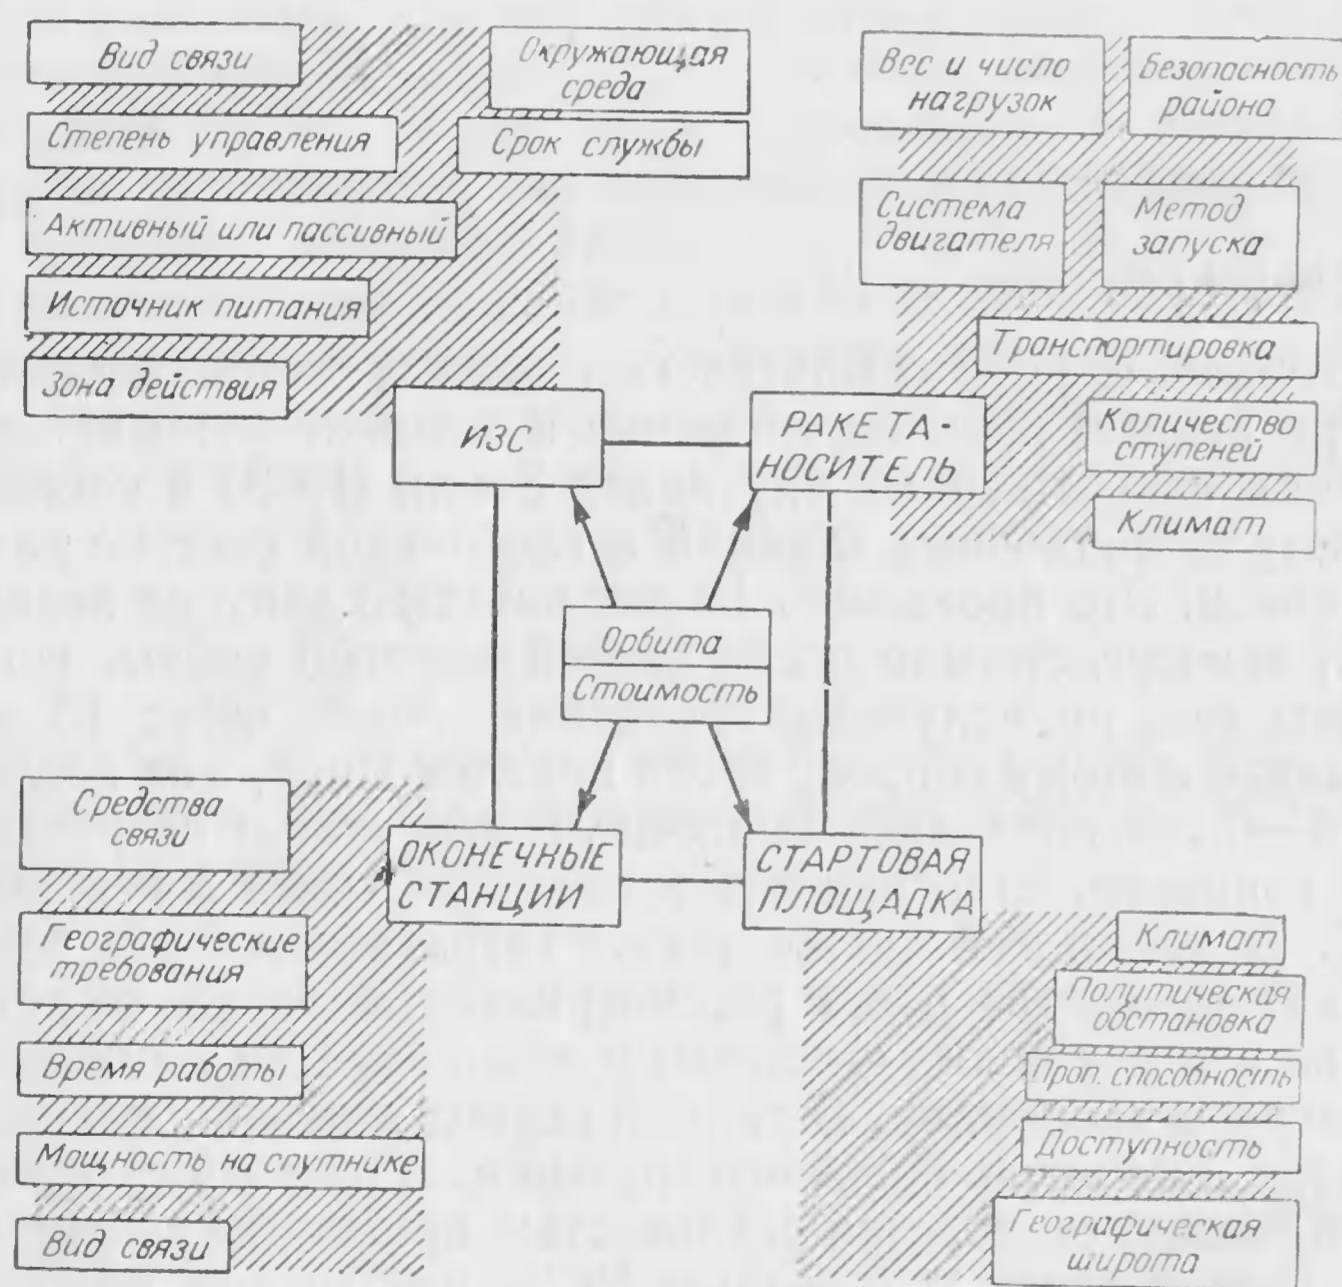 Вид связи
Степень управления
Активный или пассивный
Источник питания
Зона действия
Окружающая
среда
Срок службы
Вес и число
нагрузок
Безопасность
района
Система
двигателя
Метод
запуска
Транспортировка
Количество
ступеней
Климат
ИЗС
РАКЕТА-
НОСИТЕЛЬ
Орбита
Стоимость
ОКОНЕЧНЫЕ
СТАНЦИИ
СТАРТОВАЯ
ПЛОЩАДКА
Средства
связи
Географические
требования
Время работы
Мощность на спутнике
Вид связи
Климат
Политическая
обстановка
Проп. способность
Доступность
Географическая
широта